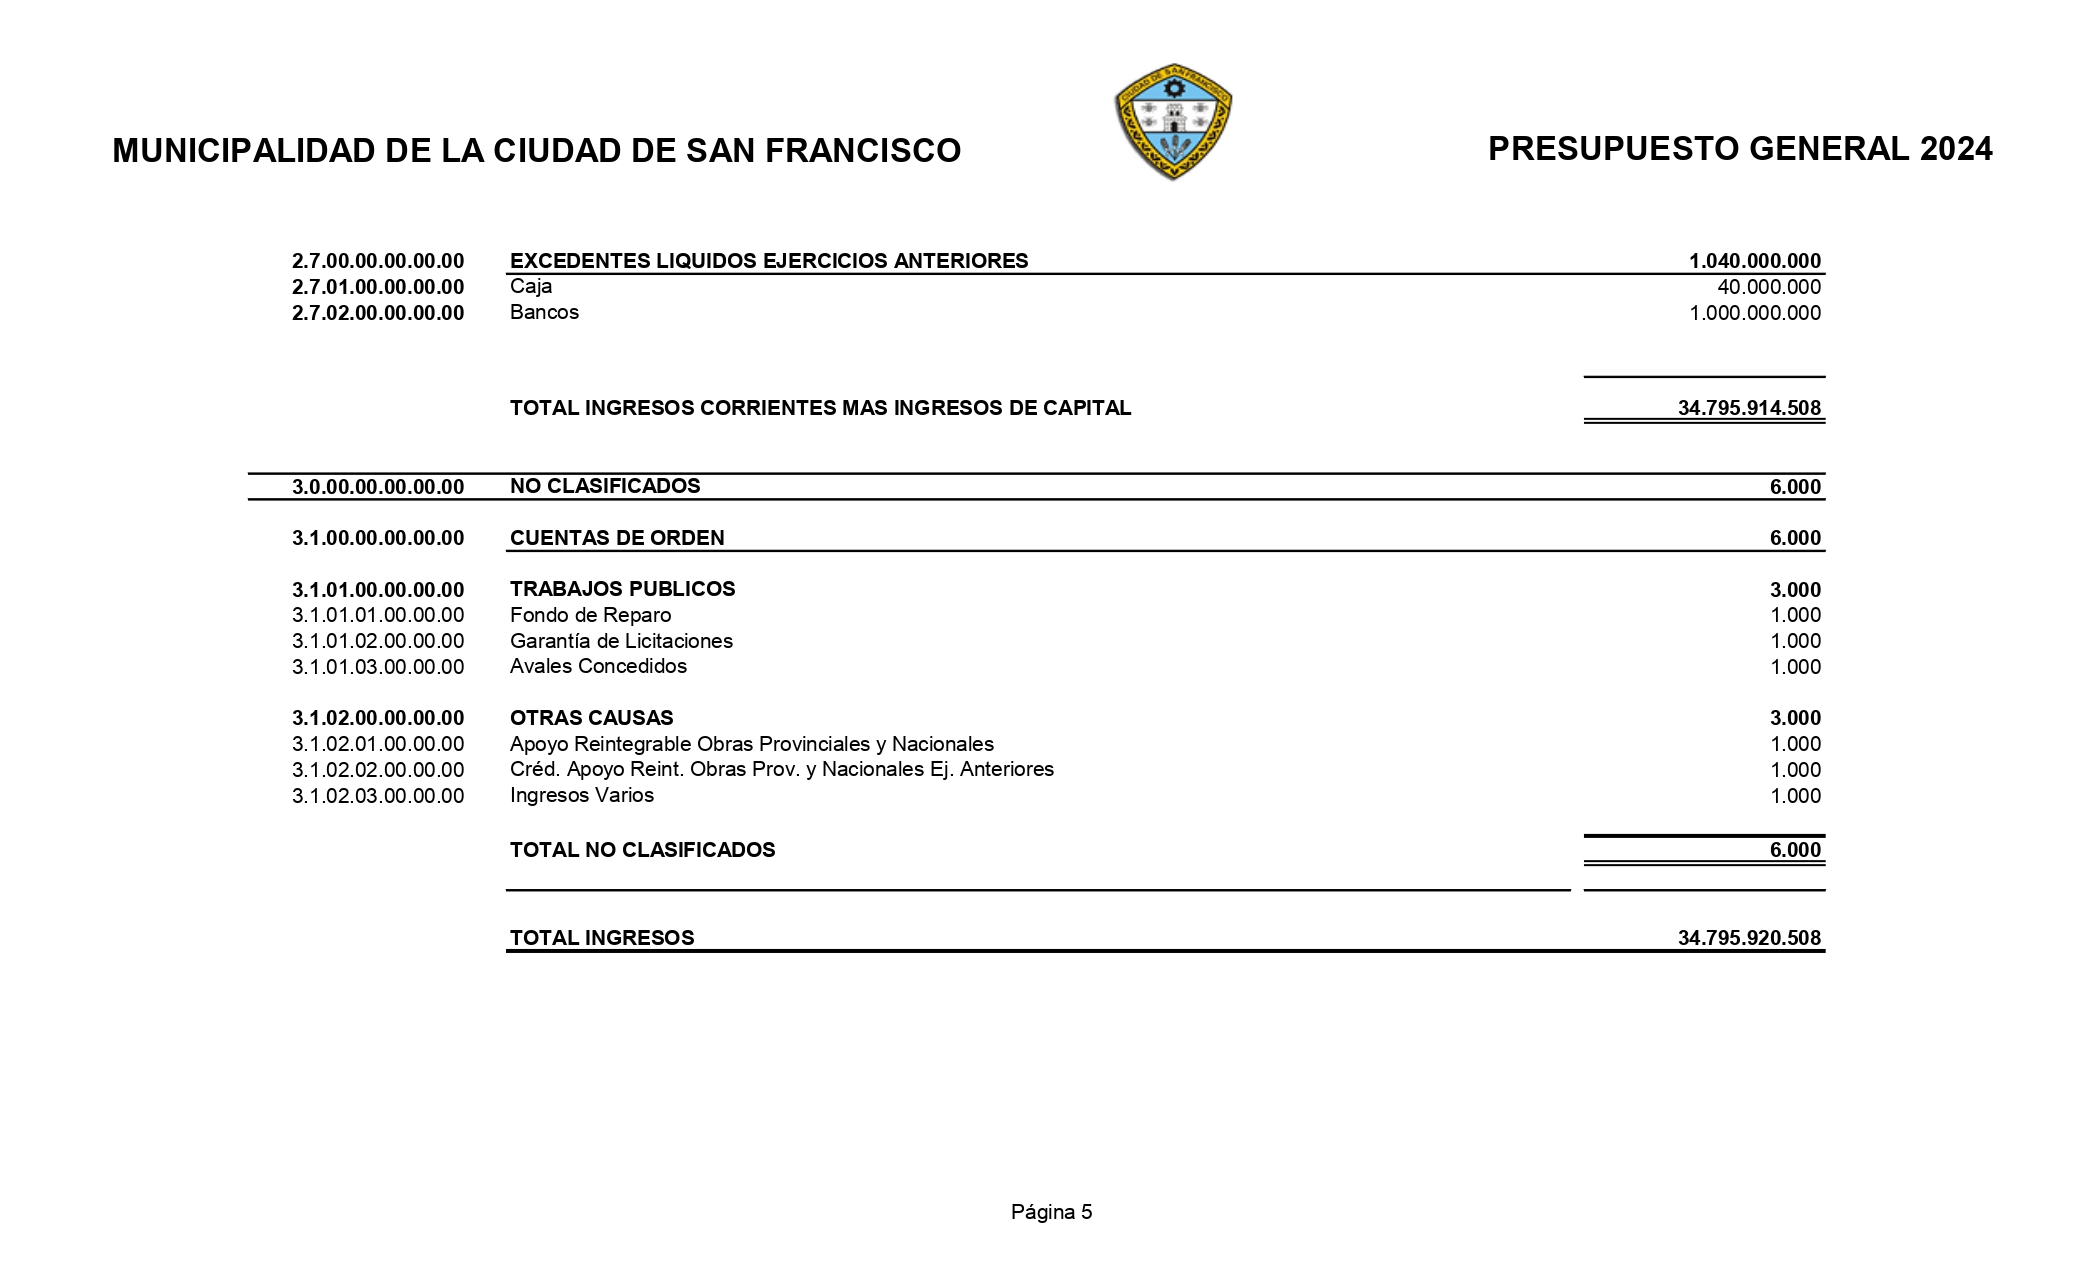 MUNICIPALIDAD DE LA CIUDAD DE SAN FRANCISCO
CIUDAD DE SAN FRANCISCO
PRESUPUESTO GENERAL 2024
2.7.00.00.00.00.00 EXCEDENTES LIQUIDOS EJERCICIOS ANTERIORES 1.040.000.000
2.7.01.00.00.00.00 Caja 40.000.000
2.7.02.00.00.00.00 Bancos 1.000.000.000
TOTAL INGRESOS CORRIENTES MAS INGRESOS DE CAPITAL 34.795.914.508
3.0.00.00.00.00.00 NO CLASIFICADOS 6.000
3.1.00.00.00.00.00 CUENTAS DE ORDEN 6.000
3.1.01.00.00.00.00 TRABAJOS PUBLICOS 3.000
3.1.01.01.00.00.00 Fondo de Reparo 1.000
3.1.01.02.00.00.00 Garantía de Licitaciones 1.000
3.1.01.03.00.00.00 Avales Concedidos 1.000
3.1.02.00.00.00.00 OTRAS CAUSAS 3.000
3.1.02.01.00.00.00 Apoyo Reintegrable Obras Provinciales y Nacionales 1.000
3.1.02.02.00.00.00 Créd. Apoyo Reint. Obras Prov. y Nacionales Ej. Anteriores 1.000
3.1.02.03.00.00.00 Ingresos Varios 1.000
TOTAL NO CLASIFICADOS 6.000
TOTAL INGRESOS 34.795.920.508
Página 5